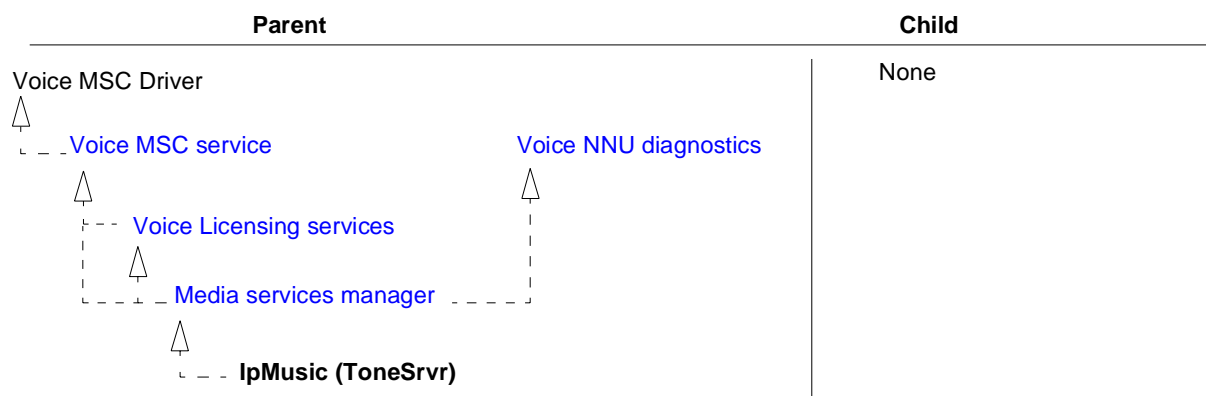 Parent Child
Voice MSC Driver None
Voice MSC service Voice NNU diagnostics
Voice Licensing services
Media services manager
IpMusic (ToneSrvr)